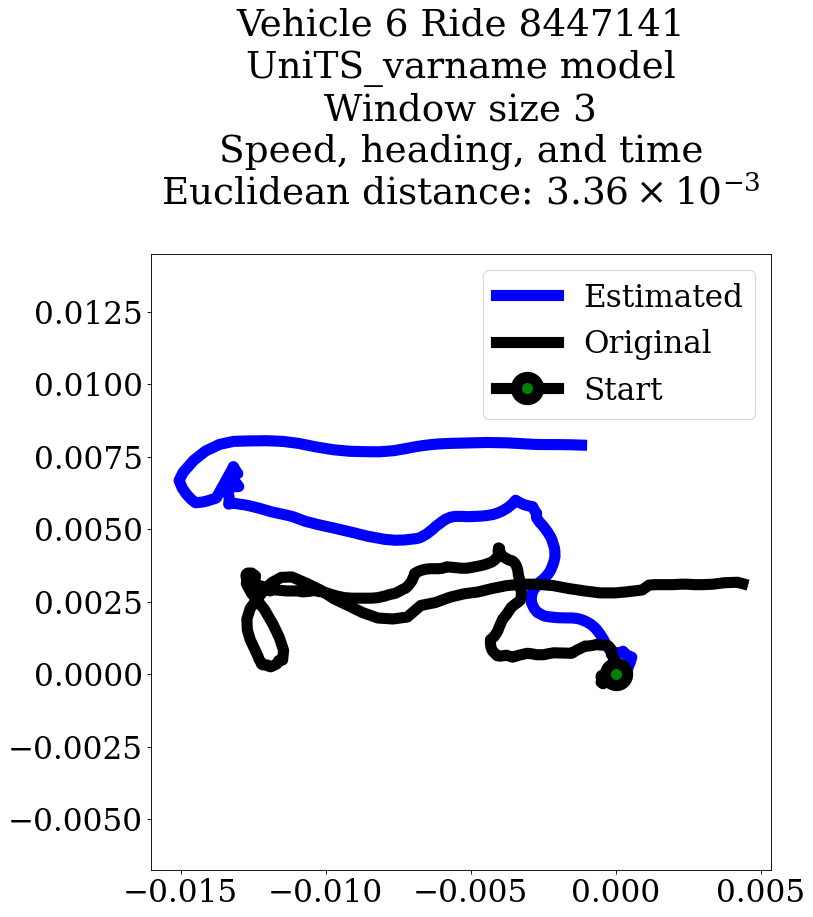 Vehicle 6 Ride 8447141
UniTS_varname model
Window size 3
Speed, heading, and time
Euclidean distance: 3.36 × 10⁻³
Estimated
Original
Start
0.0125
0.0100
0.0075
0.0050
0.0025
0.0000
−0.0025
−0.0050
−0.015 −0.010 −0.005 0.000 0.005